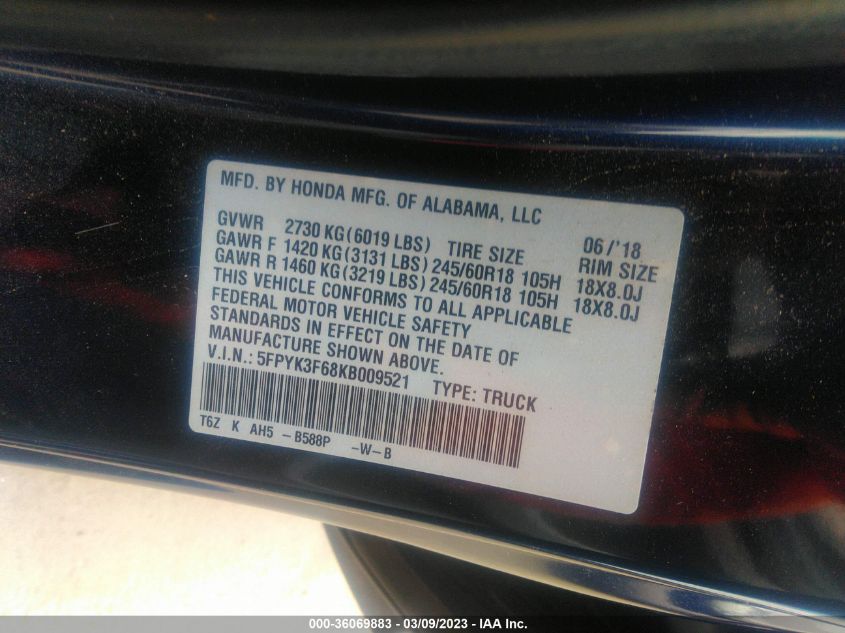 MFD. BY HONDA MFG. OF ALABAMA, LLC
06/'18
GVWR 2730 KG(6019 LBS) TIRE SIZE RIM SIZE
GAWR F 1420 KG(3131 LBS) 245/60R18 105H 18X8.0J
GAWR R 1460 KG(3219 LBS) 245/60R18 105H 18X8.0J
THIS VEHICLE CONFORMS TO ALL APPLICABLE
FEDERAL MOTOR VEHICLE SAFETY
STANDARDS IN EFFECT ON THE DATE OF
MANUFACTURE SHOWN ABOVE.
V.I.N.: 5FPYK3F68KB009521 TYPE: TRUCK
T6Z K AH5 -B588P -W-B
000-36069883 - 03/09/2023 - IAA Inc.